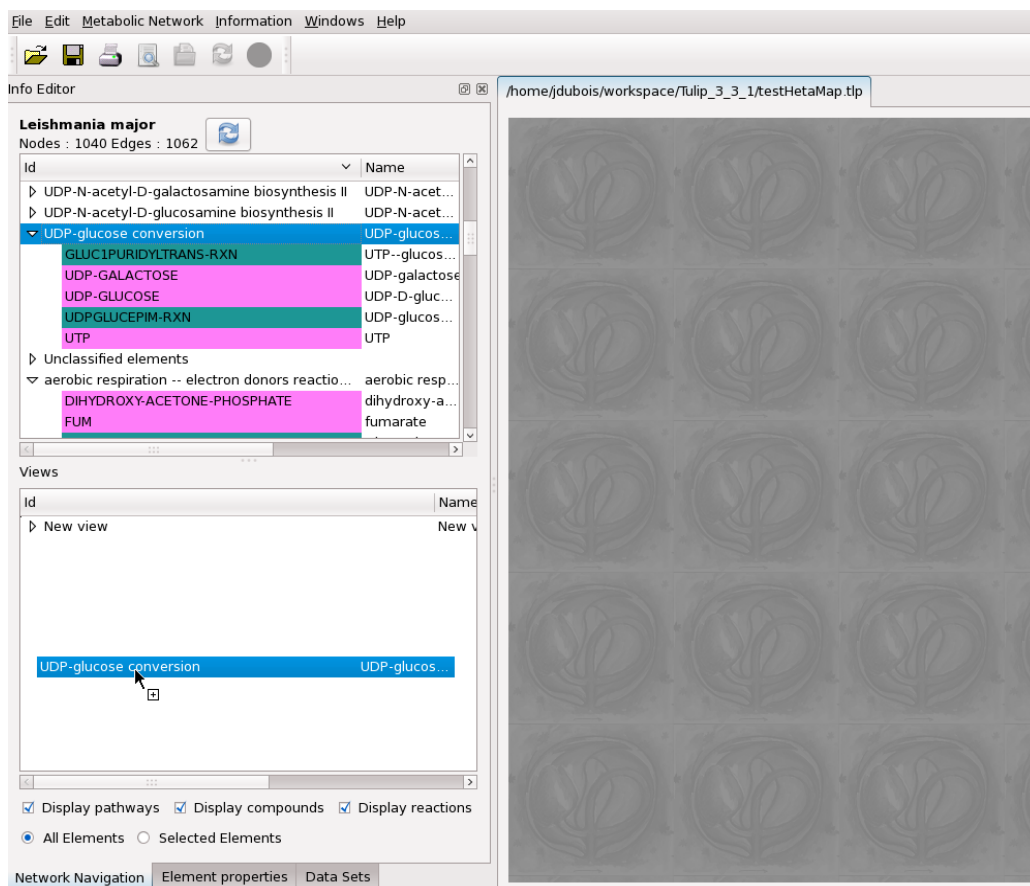 File Edit Metabolic Network Information Windows Help
nfo Editor
/home/jdubois/workspace/Tulip_3_3_1/testHetaMap.tlp
Leishmania major
Nodes : 1040 Edges : 1062
Id Name
UDP-N-acetyl-D-galactosamine biosynthesis II UDP-N-acet...
UDP-N-acetyl-D-glucosamine biosynthesis II UDP-N-acet...
UDP-glucose conversion UDP-glucos...
GLUC1PURIDYLTRANS-RXN UTP--glucos...
UDP-GALACTOSE UDP-galactose
UDP-GLUCOSE UDP-D-gluc...
UDPGLUCEPIM-RXN UDP-glucos...
UTP UTP
Unclassified elements
aerobic respiration -- electron donors reactio... aerobic resp...
DIHYDROXY-ACETONE-PHOSPHATE dihydroxy-a...
FUM fumarate
Views
Id Name
New view New v
UDP-glucose conversion UDP-glucos...
Display pathways Display compounds Display reactions
All Elements Selected Elements
Network Navigation Element properties Data Sets